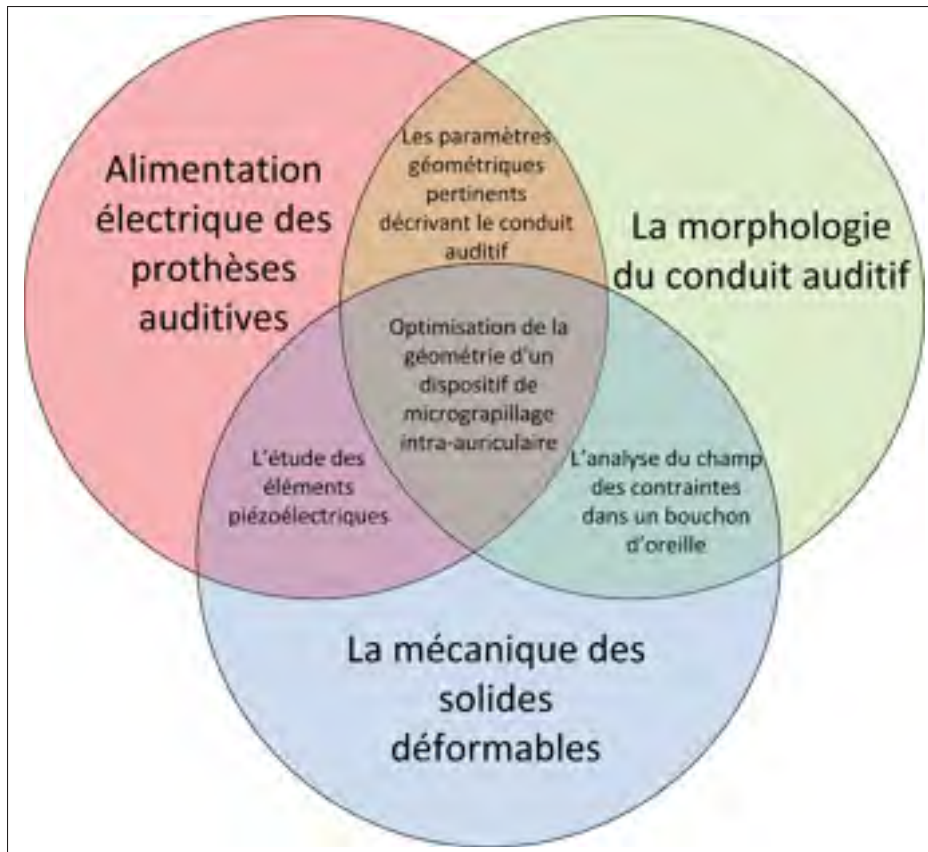 Les paramètres
géométriques
pertinents
décrivant le conduit
auditif
Alimentation
électrique des
prothèses
auditives
La morphologie
du conduit auditif
Optimisation de la
géométrie d'un
dispositif de
micrograpillage
intra-auriculaire
L'étude des
éléments
piézoélectriques
L'analyse du champ
des contraintes
dans un bouchon
d'oreille
La mécanique des
solides
déformables